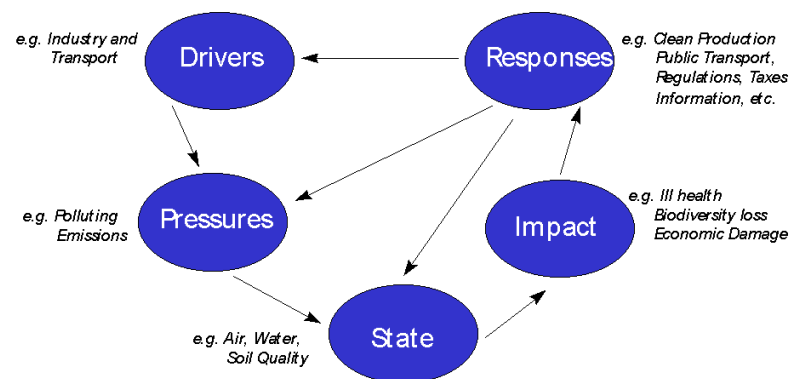 e.g. Industry and
Transport
Drivers
Responses
e.g. Clean Production
Public Transport,
Regulations, Taxes
Information, etc.
e.g. Polluting
Emissions
Pressures
Impact
e.g. Ill health
Biodiversity loss
Economic Damage
e.g. Air, Water,
Soil Quality
State